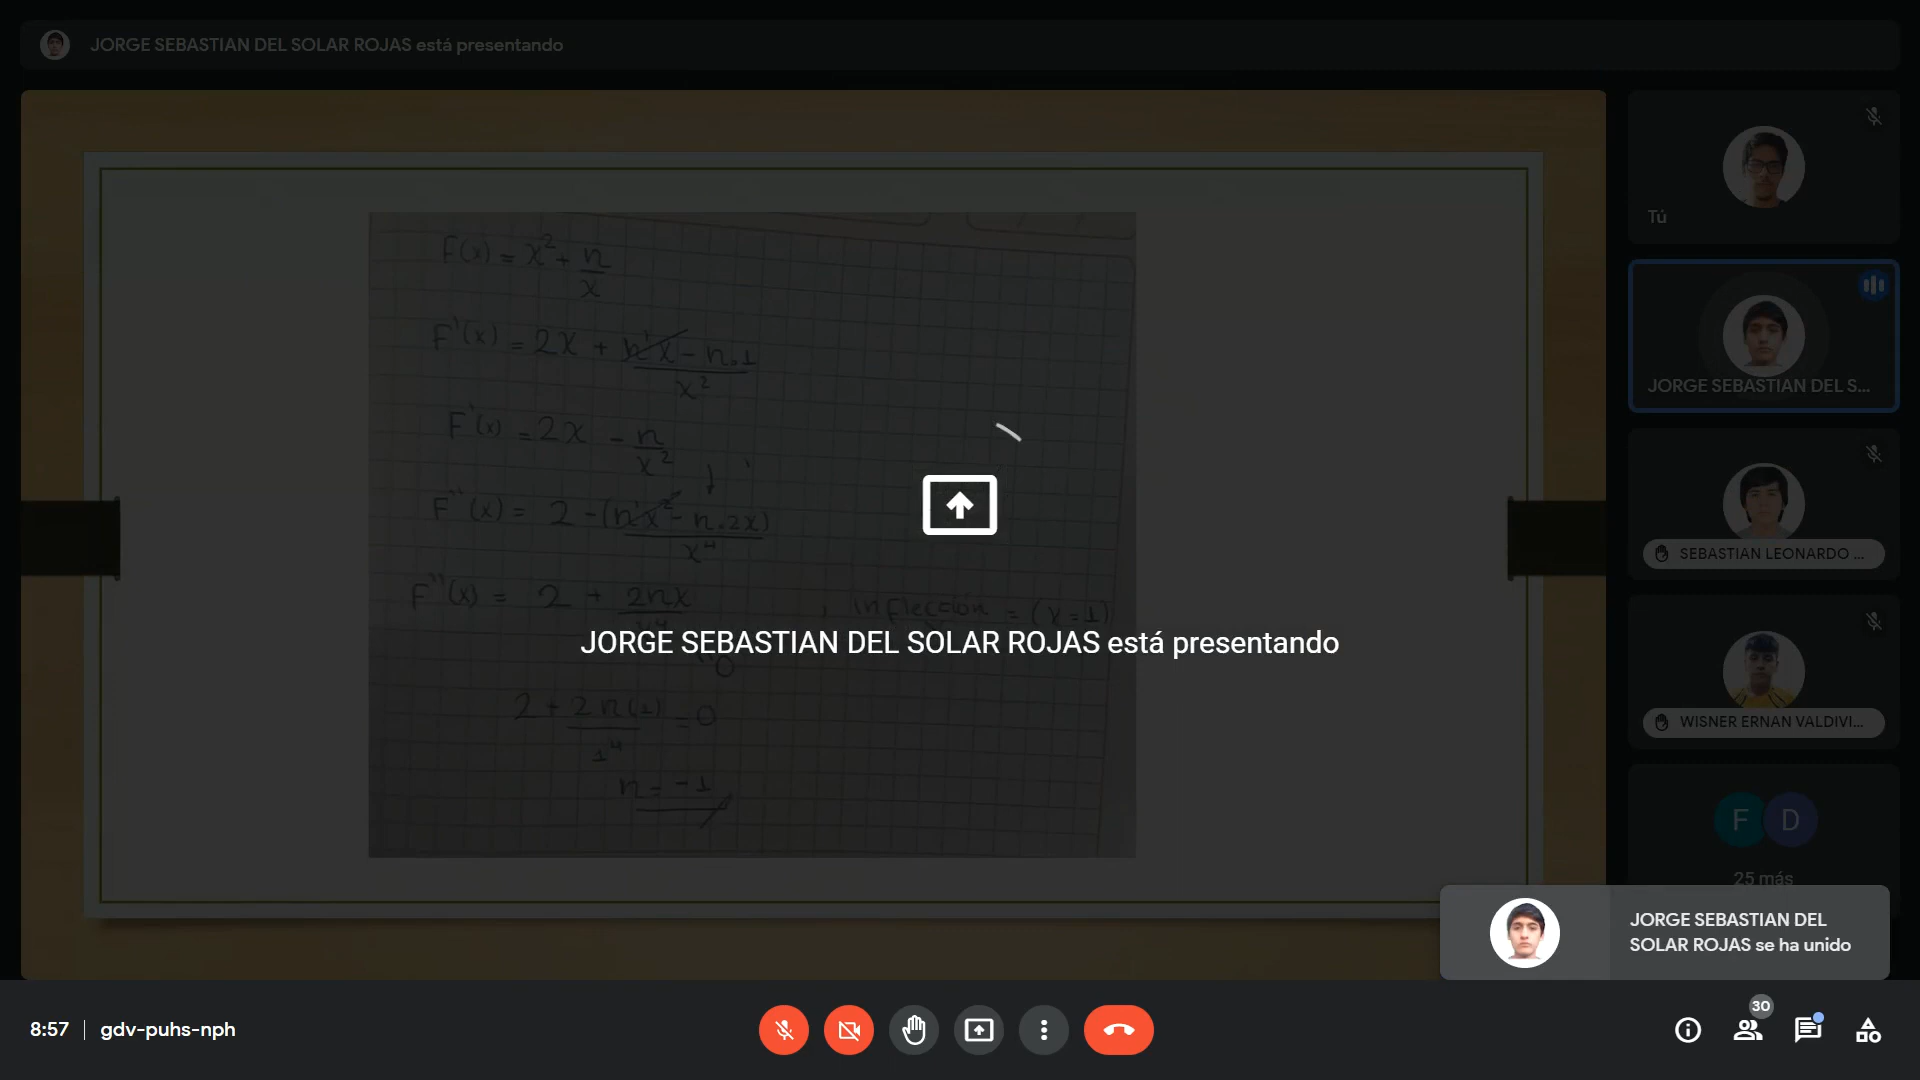 JORGE SEBASTIAN DEL SOLAR ROJAS está presentando
F(x) = x² + n/x
F'(x) = 2x + n'x - n.1/x²
F'(x) = 2x - n/x²
F''(x) = 2 - (n'x² - n.2x)/x⁴
F''(x) = 2 + 2nx/x⁴
inflección = (x=1)
JORGE SEBASTIAN DEL SOLAR ROJAS está presentando
"0
2 + 2n(1)/1⁴ = 0
n = -1
Tú
JORGE SEBASTIAN DEL S...
SEBASTIAN LEONARDO ...
WISNER ERNAN VALDIVI...
F D
25 más
JORGE SEBASTIAN DEL
SOLAR ROJAS se ha unido
8:57 | gdv-puhs-nph
30